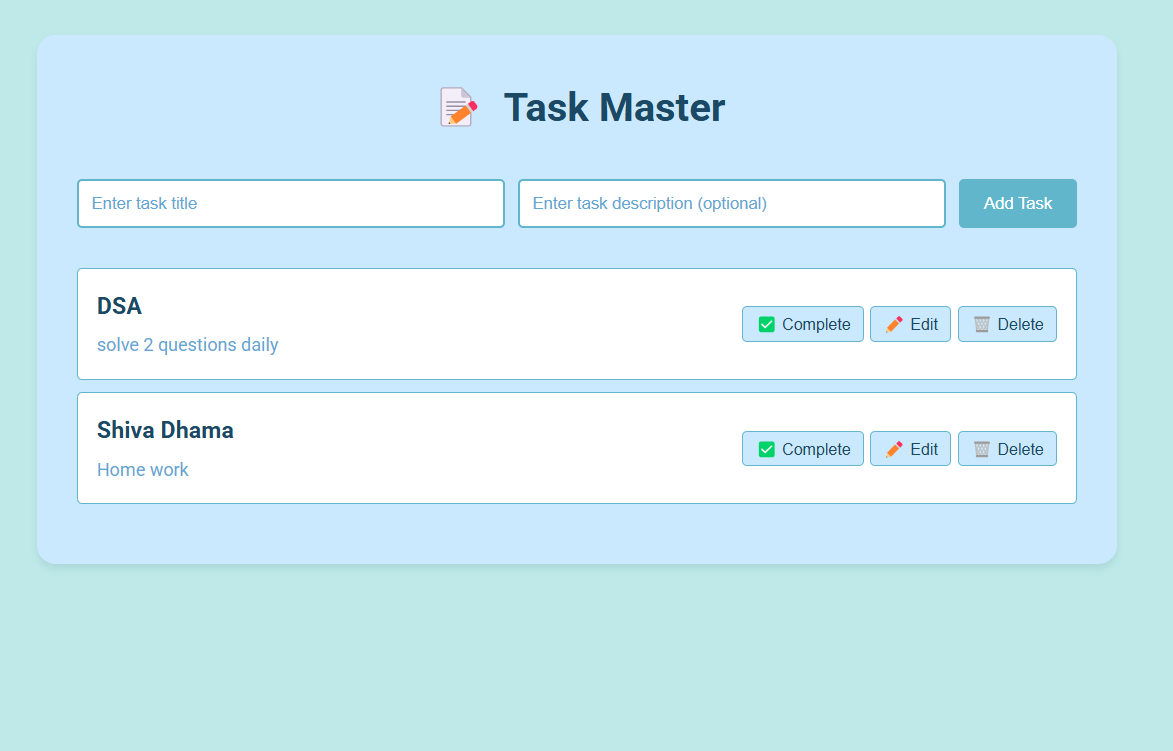 Task Master
Enter task title
Enter task description (optional)
Add Task
DSA
solve 2 questions daily
Complete
Edit
Delete
Shiva Dhama
Home work
Complete
Edit
Delete